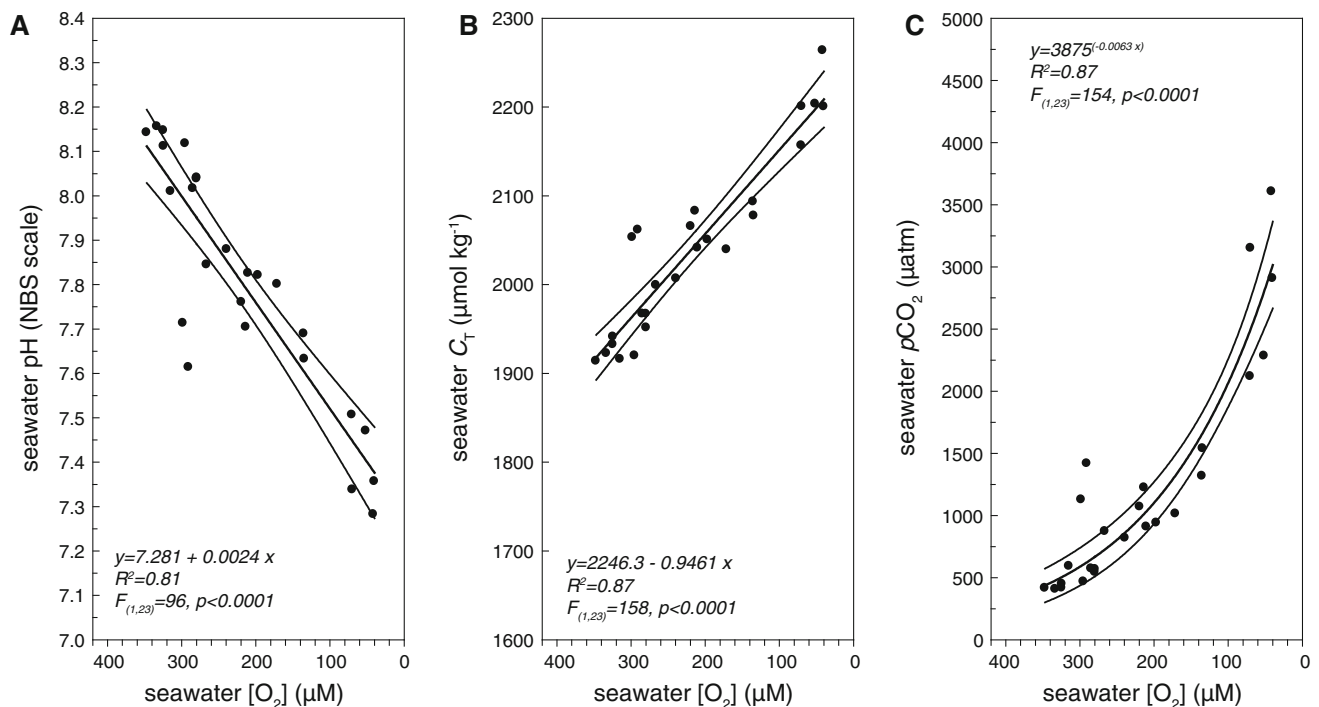 A
8.4
8.3
8.2
8.1
8.0
7.9
7.8
7.7
7.6
7.5
7.4
7.3
7.2
7.1
7.0
seawater pH (NBS scale)
y=7.281 + 0.0024 x
R²=0.81
F(1,23)=96, p<0.0001
400 300 200 100 0
seawater [O₂] (µM)
B
2300
2200
2100
2000
1900
1800
1700
1600
seawater C_T (µmol kg⁻¹)
y=2246.3 - 0.9461 x
R²=0.87
F(1,23)=158, p<0.0001
400 300 200 100 0
seawater [O₂] (µM)
C
5000
4500
4000
3500
3000
2500
2000
1500
1000
500
0
seawater pCO₂ (µatm)
y=3875(-0.0063 x)
R²=0.87
F(1,23)=154, p<0.0001
400 300 200 100 0
seawater [O₂] (µM)